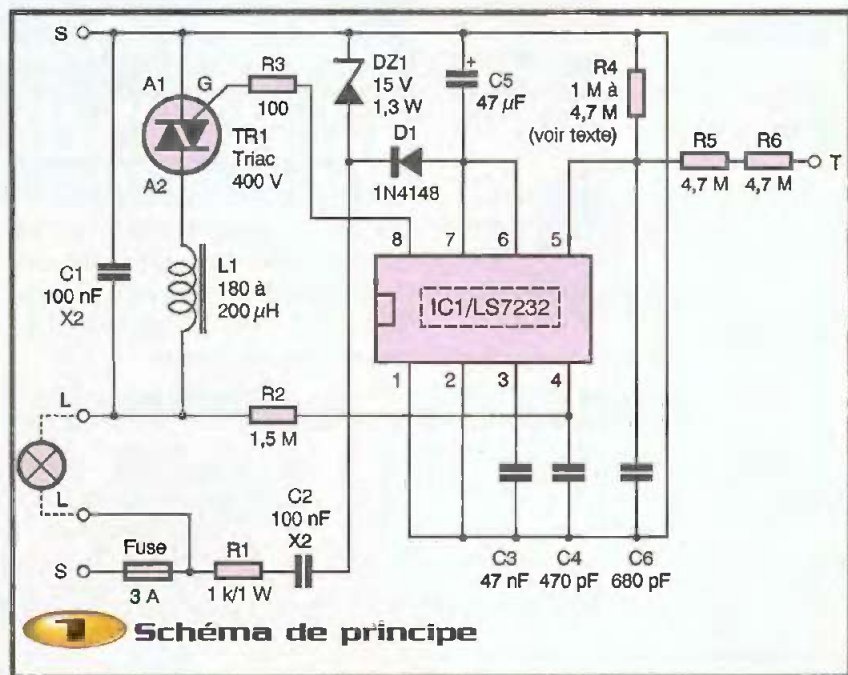 S
A1
G
R3
100
TR1
Triac
400 V
A2
DZ1
15 V
1,3 W
C5
47 µF
+
R4
1 M à
4,7 M
(voir texte)
D1
1N4148
R5
4,7 M
R6
4,7 M
T
C1
100 nF
X2
L1
180 à
200 µH
8
7
6
5
IC1/LS7232
1
2
3
4
L
R2
1,5 M
L
S
Fuse
3 A
R1
1 k/1 W
C2
100 nF
X2
C3
47 nF
C4
470 pF
C6
680 pF
1 Schéma de principe